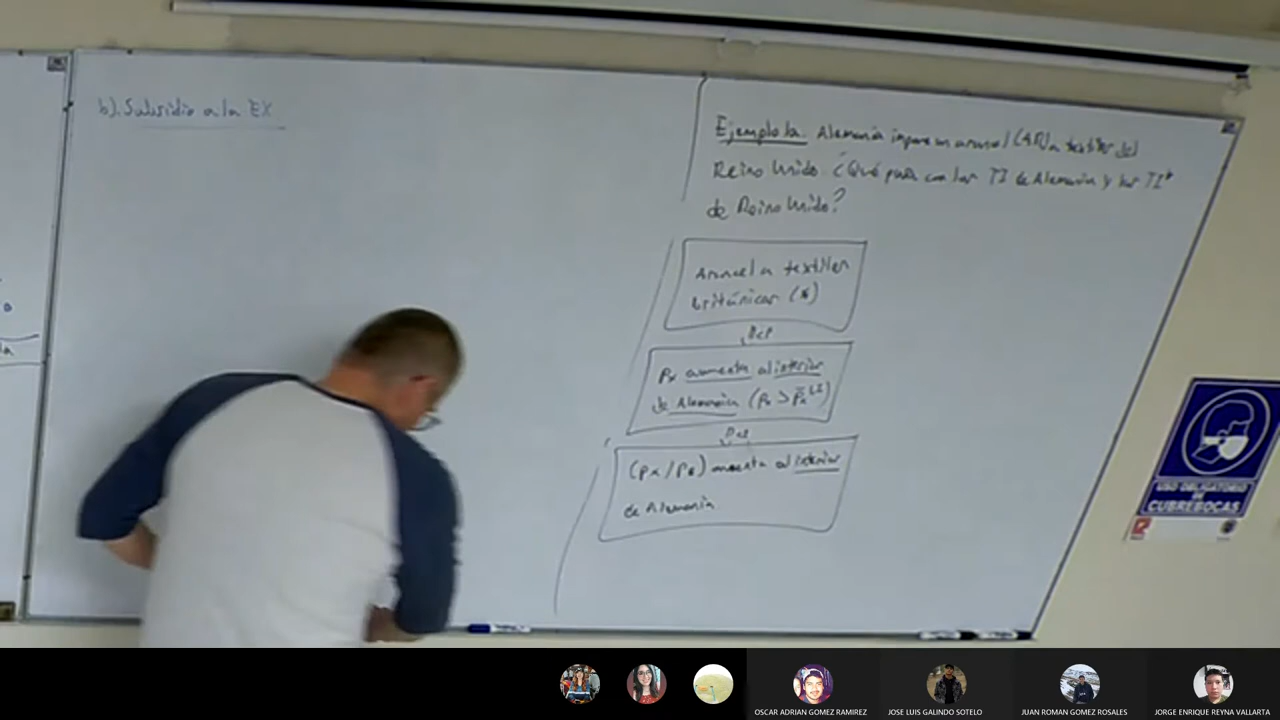 b). Subsidio a la EX
Ejemplo 1a. Alemania impone un arancel (AR) a textiles del
Reino Unido ¿Qué pasa con los TI de Alemania y los TI*
de Reino Unido?
Arancel a textiles
británicos (*)
Px aumenta al interior
de Alemania
aumenta al interior
de Alemania
USO OBLIGATORIO
DE
CUBREBOCAS
OSCAR ADRIAN GOMEZ RAMIREZ
JOSE LUIS GALINDO SOTELO
JUAN ROMAN GOMEZ ROSALES
JORGE ENRIQUE REYNA VALLARTA